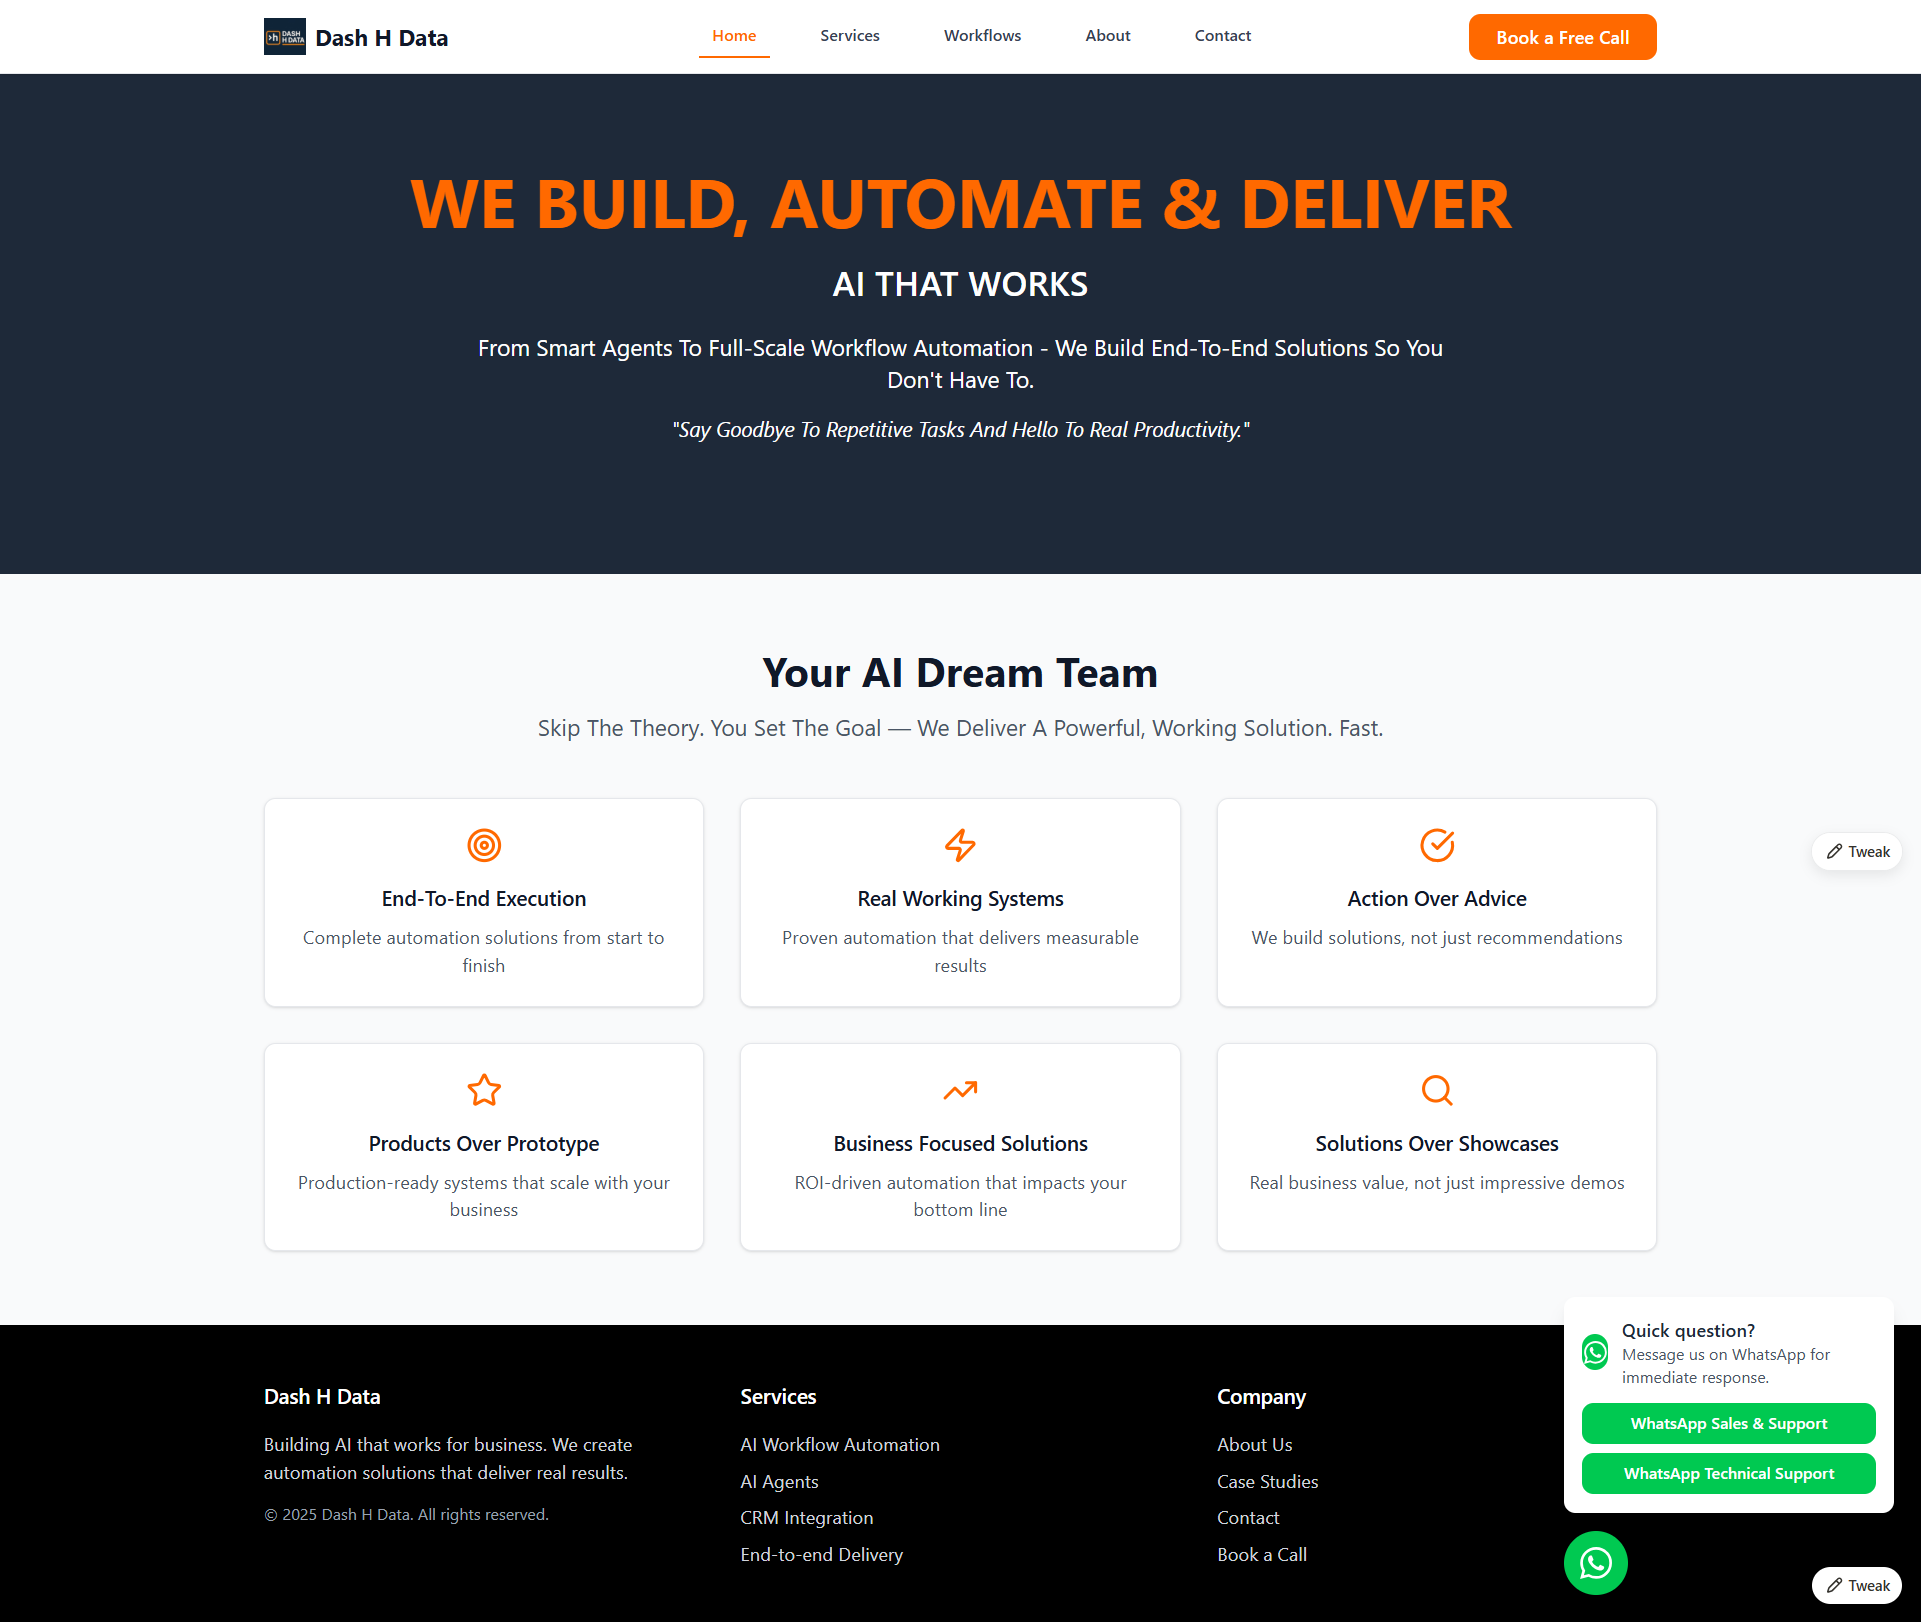 DASH
H DATA
Dash H Data
Home
Services
Workflows
About
Contact
Book a Free Call
WE BUILD, AUTOMATE & DELIVER
AI THAT WORKS
From Smart Agents To Full-Scale Workflow Automation - We Build End-To-End Solutions So You
Don't Have To.
"Say Goodbye To Repetitive Tasks And Hello To Real Productivity."
Your AI Dream Team
Skip The Theory. You Set The Goal — We Deliver A Powerful, Working Solution. Fast.
End-To-End Execution
Complete automation solutions from start to
finish
Real Working Systems
Proven automation that delivers measurable
results
Action Over Advice
We build solutions, not just recommendations
Tweak
Products Over Prototype
Production-ready systems that scale with your
business
Business Focused Solutions
ROI-driven automation that impacts your
bottom line
Solutions Over Showcases
Real business value, not just impressive demos
Dash H Data
Building AI that works for business. We create
automation solutions that deliver real results.
© 2025 Dash H Data. All rights reserved.
Services
AI Workflow Automation
AI Agents
CRM Integration
End-to-end Delivery
Company
About Us
Case Studies
Contact
Book a Call
Quick question?
Message us on WhatsApp for
immediate response.
WhatsApp Sales & Support
WhatsApp Technical Support
Tweak